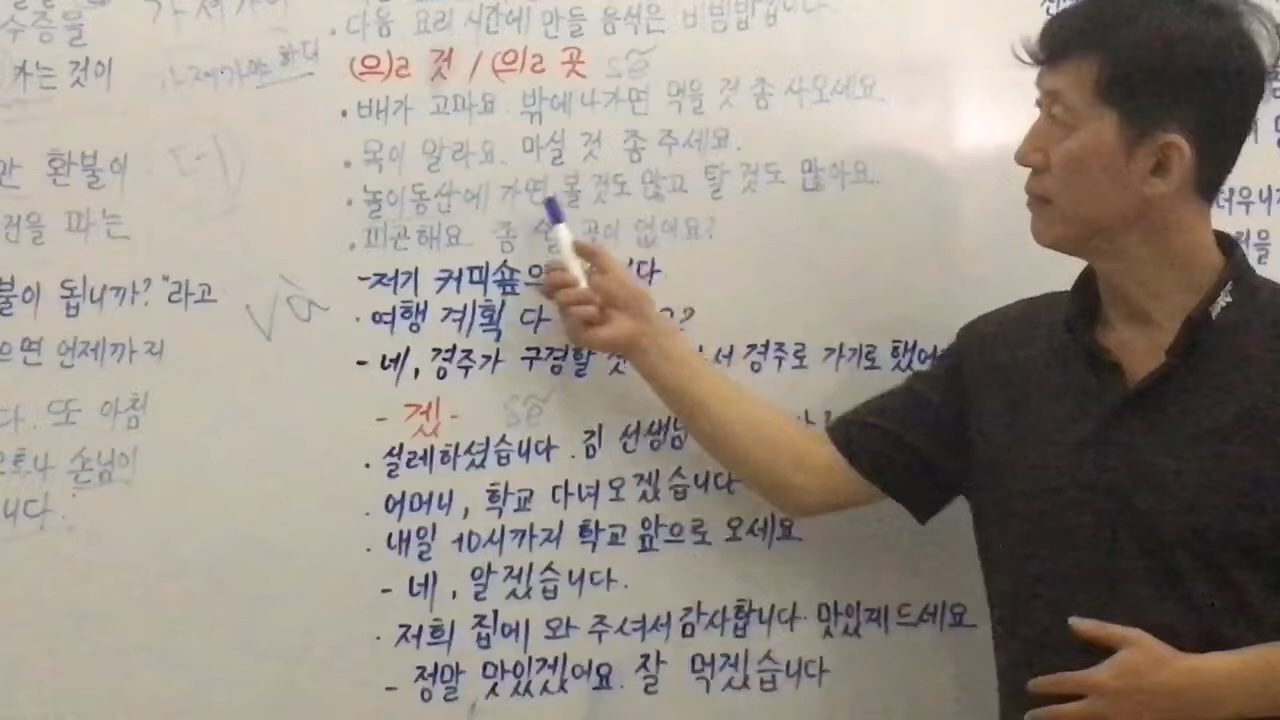 수증을
가는 것이
환불이
파는
불이 됩니까?"라고
으면 언제까지
다. 또 아침
손님이
니다.
và
· 다음 요리 시간에 만들 음식은 비빔밥입니다
(으)ㄹ 것 / (으)ㄹ 곳 sẽ
· 배가 고파요. 밖에 나가면 먹을 것 좀 사오세요
· 목이 말라요. 마실 것 좀 주세요.
· 놀이동산에 가면 볼 것도 많고 탈 것도 많아요.
· 피곤해요 좀 쉴 곳이 없어요?
- 저기 커피숖으
· 여행 계획 다
- 네, 경주가 구경할 서 경주로 가기로 했어
- 겠 - sẽ
· 실레하셨습니다. 김 선생님
· 어머니, 학교 다녀오겠습니다
· 내일 10시까지 학교 앞으로 오세요
- 네, 알겠습니다.
· 저희 집에 와 주셔서 감사합니다. 맛있게 드세요
- 정말 맛있겠어요. 잘 먹겠습니다